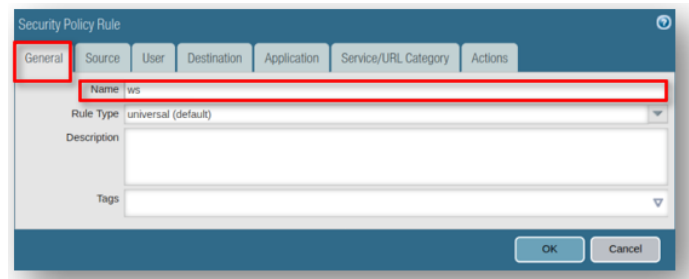 Security Policy Rule
General Source User Destination Application Service/URL Category Actions
Name ws
Rule Type universal (default)
Description
Tags
OK Cancel